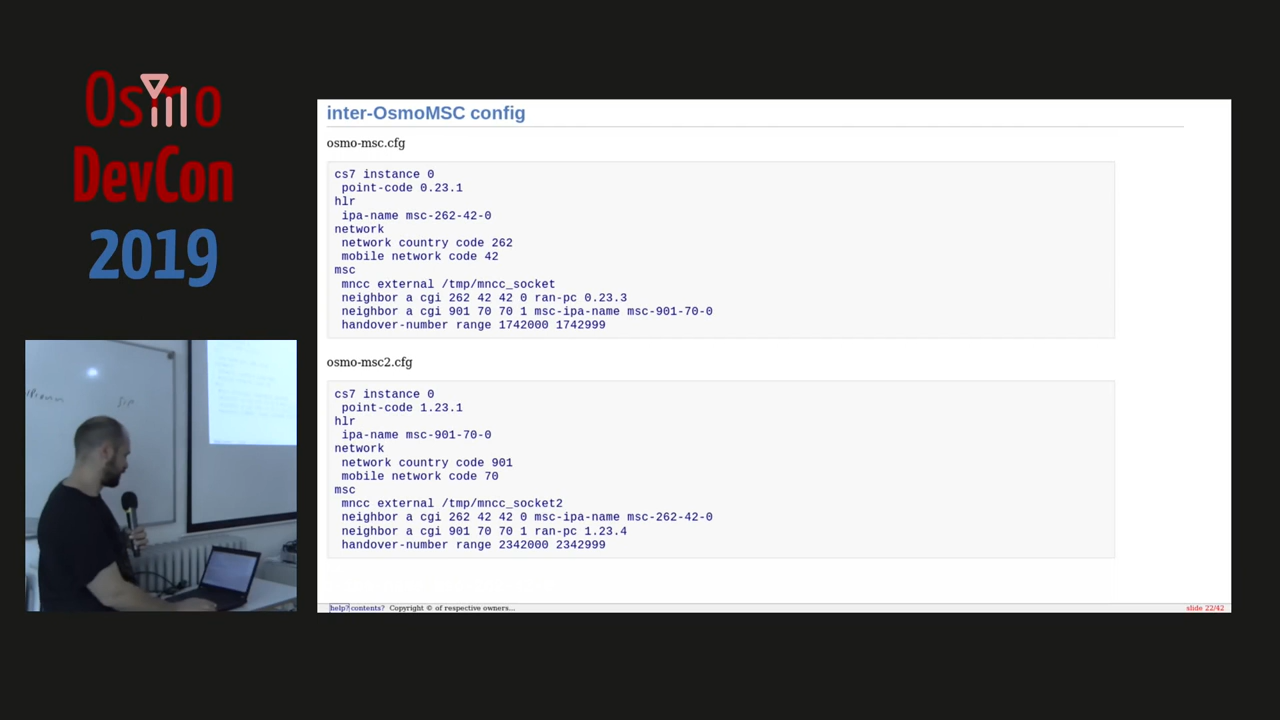 Osmo
DevCon
2019
inter-OsmoMSC config
osmo-msc.cfg
cs7 instance 0
point-code 0.23.1
hlr
ipa-name msc-262-42-0
network
network country code 262
mobile network code 42
msc
mncc external /tmp/mncc_socket
neighbor a cgi 262 42 42 0 ran-pc 0.23.3
neighbor a cgi 901 70 70 1 msc-ipa-name msc-901-70-0
handover-number range 1742000 1742999
osmo-msc2.cfg
cs7 instance 0
point-code 1.23.1
hlr
ipa-name msc-901-70-0
network
network country code 901
mobile network code 70
msc
mncc external /tmp/mncc_socket2
neighbor a cgi 262 42 42 0 msc-ipa-name msc-262-42-0
neighbor a cgi 901 70 70 1 ran-pc 1.23.4
handover-number range 2342000 2342999
help? contents? Copyright © of respective owners...
slide 22/42